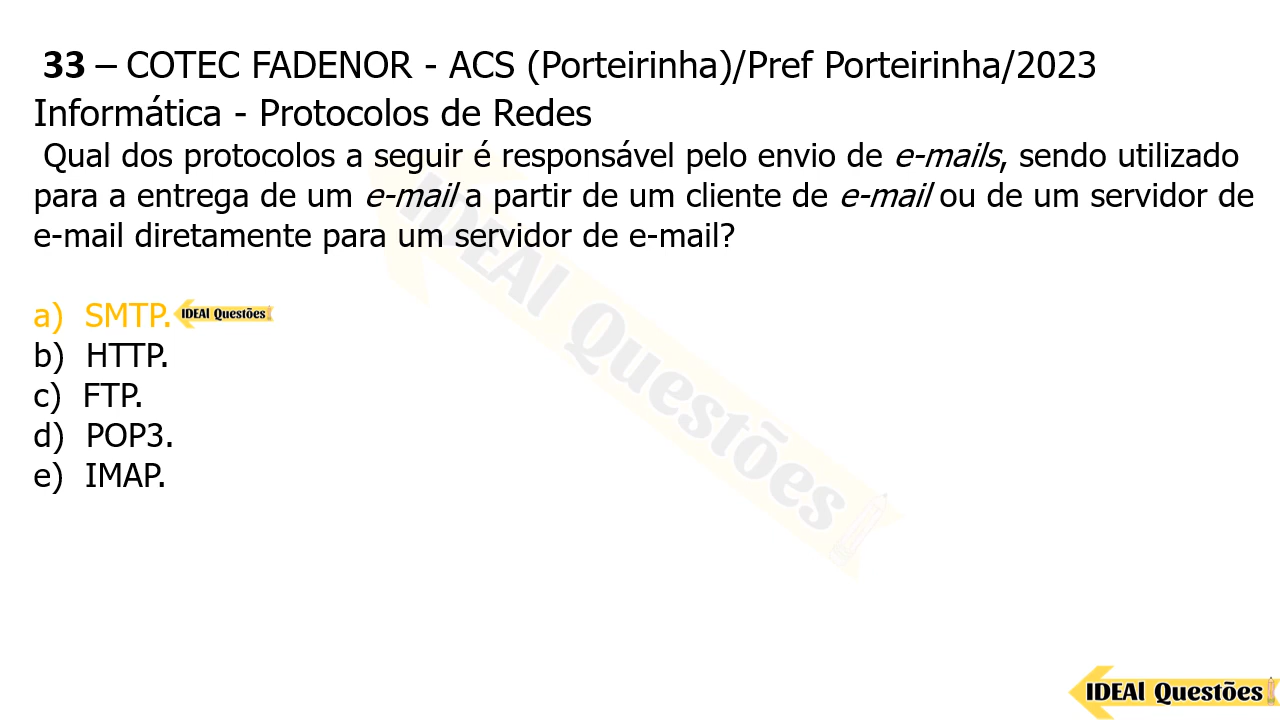 33 – COTEC FADENOR - ACS (Porteirinha)/Pref Porteirinha/2023
Informática - Protocolos de Redes
Qual dos protocolos a seguir é responsável pelo envio de e-mails, sendo utilizado
para a entrega de um e-mail a partir de um cliente de e-mail ou de um servidor de
e-mail diretamente para um servidor de e-mail?
a) SMTP. IDEAl Questões
b) HTTP.
c) FTP.
d) POP3.
e) IMAP.
IDEAl Questões
IDEAl Questões